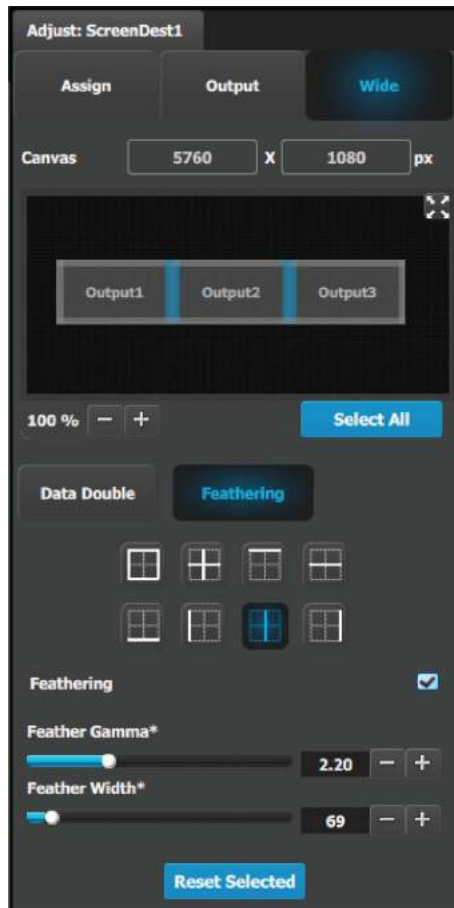 Adjust: ScreenDest1
Assign Output Wide
Canvas 5760 X 1080 px
Output1 Output2 Output3
100 % − + Select All
Data Double Feathering
Feathering
Feather Gamma*
2.20 − +
Feather Width*
69 − +
Reset Selected